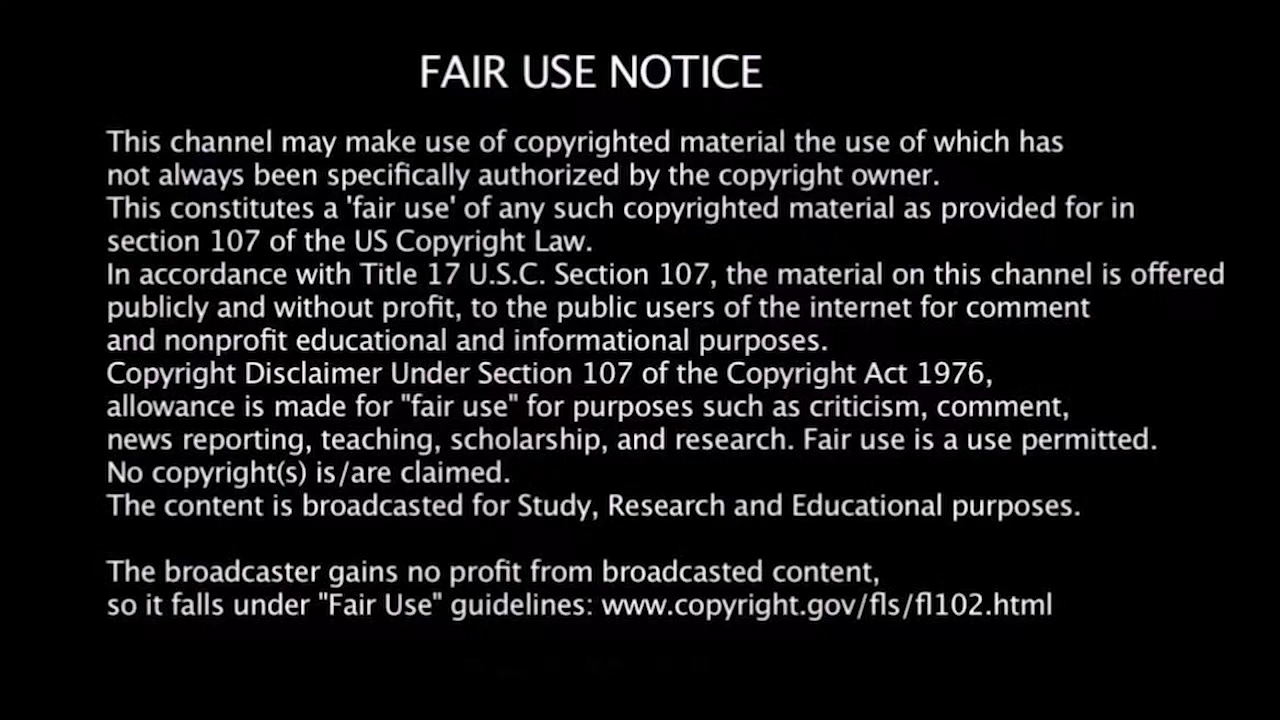 FAIR USE NOTICE
This channel may make use of copyrighted material the use of which has
not always been specifically authorized by the copyright owner.
This constitutes a 'fair use' of any such copyrighted material as provided for in
section 107 of the US Copyright Law.
In accordance with Title 17 U.S.C. Section 107, the material on this channel is offered
publicly and without profit, to the public users of the internet for comment
and nonprofit educational and informational purposes.
Copyright Disclaimer Under Section 107 of the Copyright Act 1976,
allowance is made for "fair use" for purposes such as criticism, comment,
news reporting, teaching, scholarship, and research. Fair use is a use permitted.
No copyright(s) is/are claimed.
The content is broadcasted for Study, Research and Educational purposes.
The broadcaster gains no profit from broadcasted content,
so it falls under "Fair Use" guidelines: www.copyright.gov/fls/fl102.html